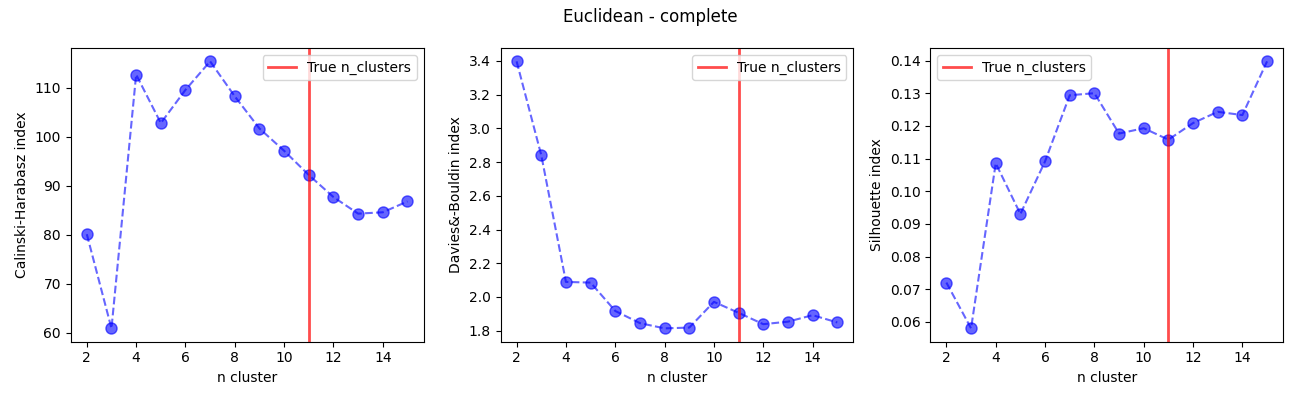 Euclidean - complete
Calinski-Harabasz index
110
100
90
80
70
60
True n_clusters
2 4 6 8 10 12 14
n cluster
Davies&-Bouldin index
3.4
3.2
3.0
2.8
2.6
2.4
2.2
2.0
1.8
True n_clusters
2 4 6 8 10 12 14
n cluster
Silhouette index
0.14
0.13
0.12
0.11
0.10
0.09
0.08
0.07
0.06
True n_clusters
2 4 6 8 10 12 14
n cluster